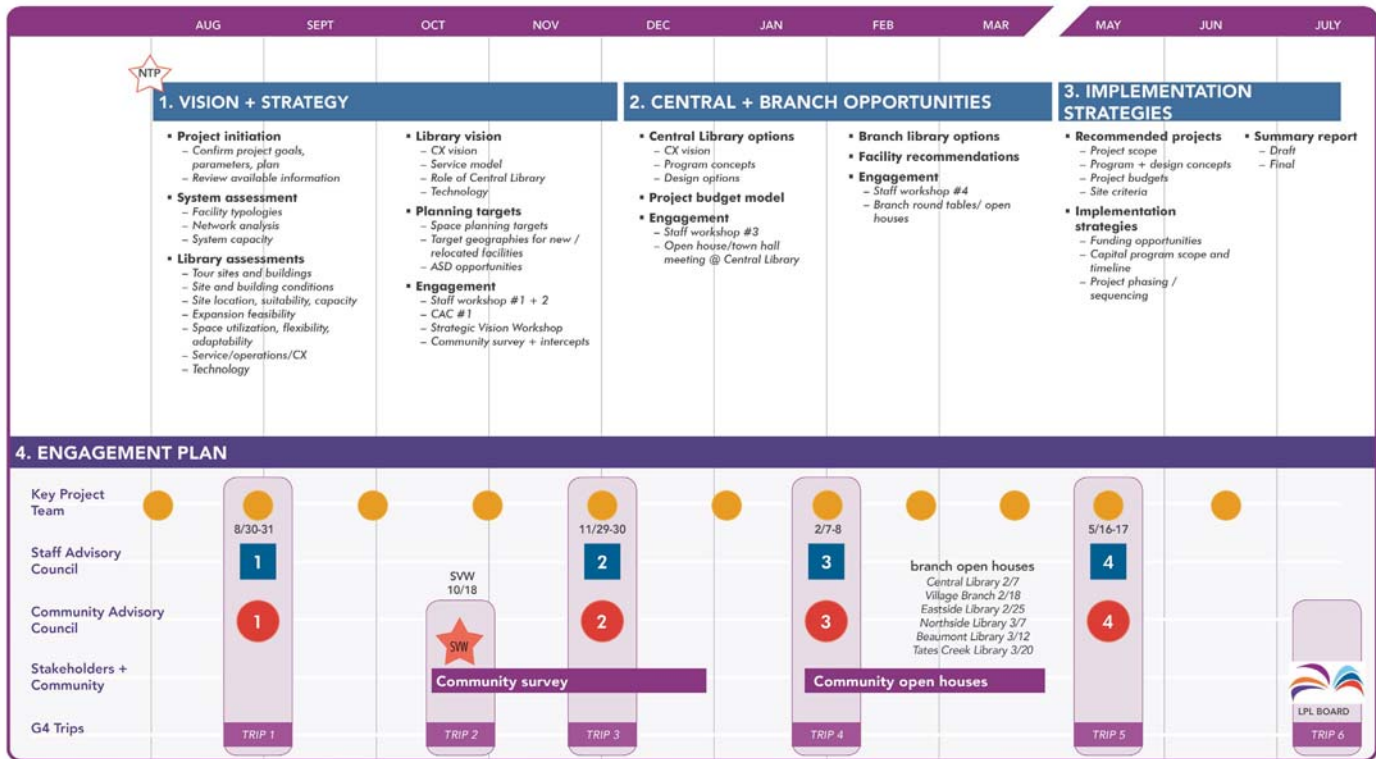 AUG SEPT OCT NOV DEC JAN FEB MAR MAY JUN JULY
NTP
1. VISION + STRATEGY
▪ Project initiation
– Confirm project goals,
parameters, plan
– Review available information
▪ System assessment
– Facility typologies
– Network analysis
– System capacity
▪ Library assessments
– Tour sites and buildings
– Site and building conditions
– Site location, suitability, capacity
– Expansion feasibility
– Space utilization, flexibility,
adaptability
– Service/operations/CX
– Technology
▪ Library vision
– CX vision
– Service model
– Role of Central Library
– Technology
▪ Planning targets
– Space planning targets
– Target geographies for new /
relocated facilities
– ASD opportunities
▪ Engagement
– Staff workshop #1 + 2
– CAC #1
– Strategic Vision Workshop
– Community survey + intercepts
2. CENTRAL + BRANCH OPPORTUNITIES
▪ Central Library options
– CX vision
– Program concepts
– Design options
▪ Project budget model
▪ Engagement
– Staff workshop #3
– Open house/town hall
meeting @ Central Library
▪ Branch library options
▪ Facility recommendations
▪ Engagement
– Staff workshop #4
– Branch round tables/ open
houses
3. IMPLEMENTATION
STRATEGIES
▪ Recommended projects
– Project scope
– Program + design concepts
– Project budgets
– Site criteria
▪ Implementation
strategies
– Funding opportunities
– Capital program scope and
timeline
– Project phasing /
sequencing
▪ Summary report
– Draft
– Final
4. ENGAGEMENT PLAN
Key Project
Team
8/30-31 11/29-30 2/7-8 5/16-17
Staff Advisory
Council
1 2 3 4
SVW
10/18
branch open houses
Central Library 2/7
Village Branch 2/18
Eastside Library 2/25
Northside Library 3/7
Beaumont Library 3/12
Tates Creek Library 3/20
Community Advisory
Council
1 2 3 4
SVW
Stakeholders +
Community
Community survey
Community open houses
LPL BOARD
G4 Trips
TRIP 1 TRIP 2 TRIP 3 TRIP 4 TRIP 5 TRIP 6